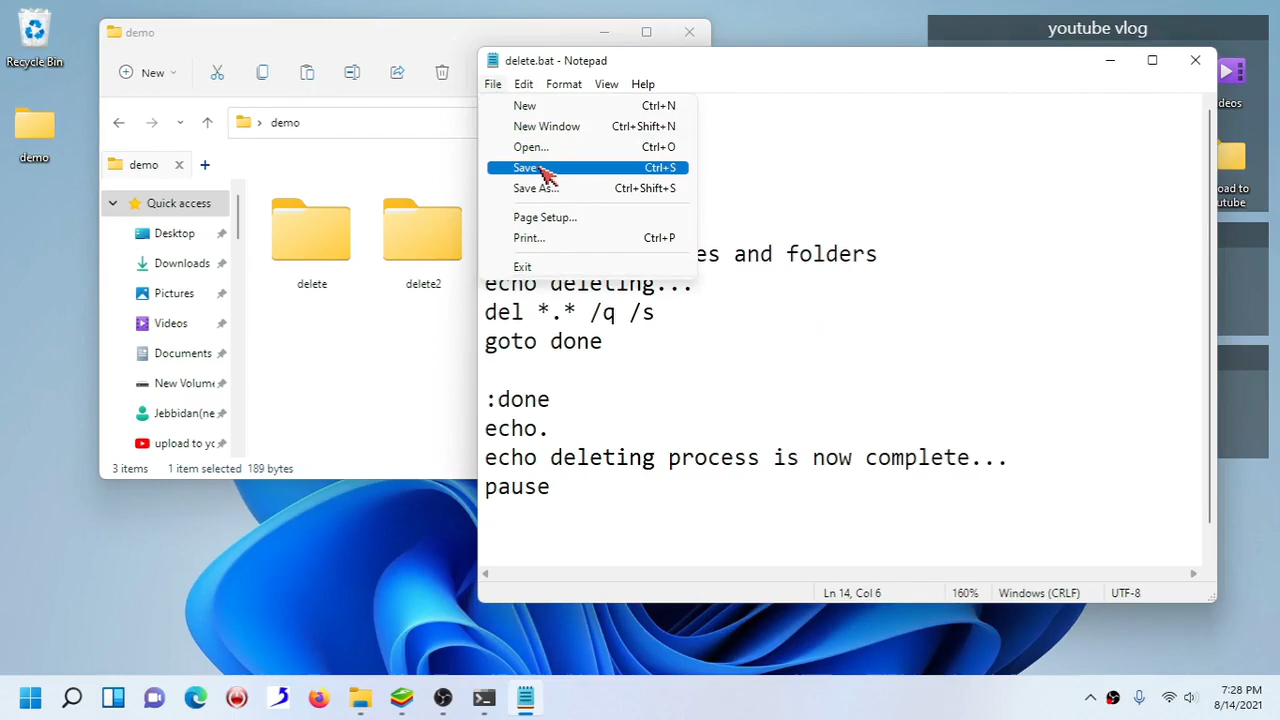 Recycle Bin
demo
demo
New
demo
demo
Quick access
Desktop
Downloads
Pictures
Videos
Documents
New Volume
Jebbidan(ne
upload to yo
delete
delete2
3 items
1 item selected 189 bytes
youtube vlog
delete.bat - Notepad
File Edit Format View Help
New Ctrl+N
New Window Ctrl+Shift+N
Open... Ctrl+O
Save Ctrl+S
Save As... Ctrl+Shift+S
Page Setup...
Print... Ctrl+P
Exit
es and folders
echo deleting...
del *.* /q /s
goto done
:done
echo.
echo deleting process is now complete...
pause
Ln 14, Col 6
160%
Windows (CRLF)
UTF-8
deos
oad to
utube
7:28 PM
8/14/2021